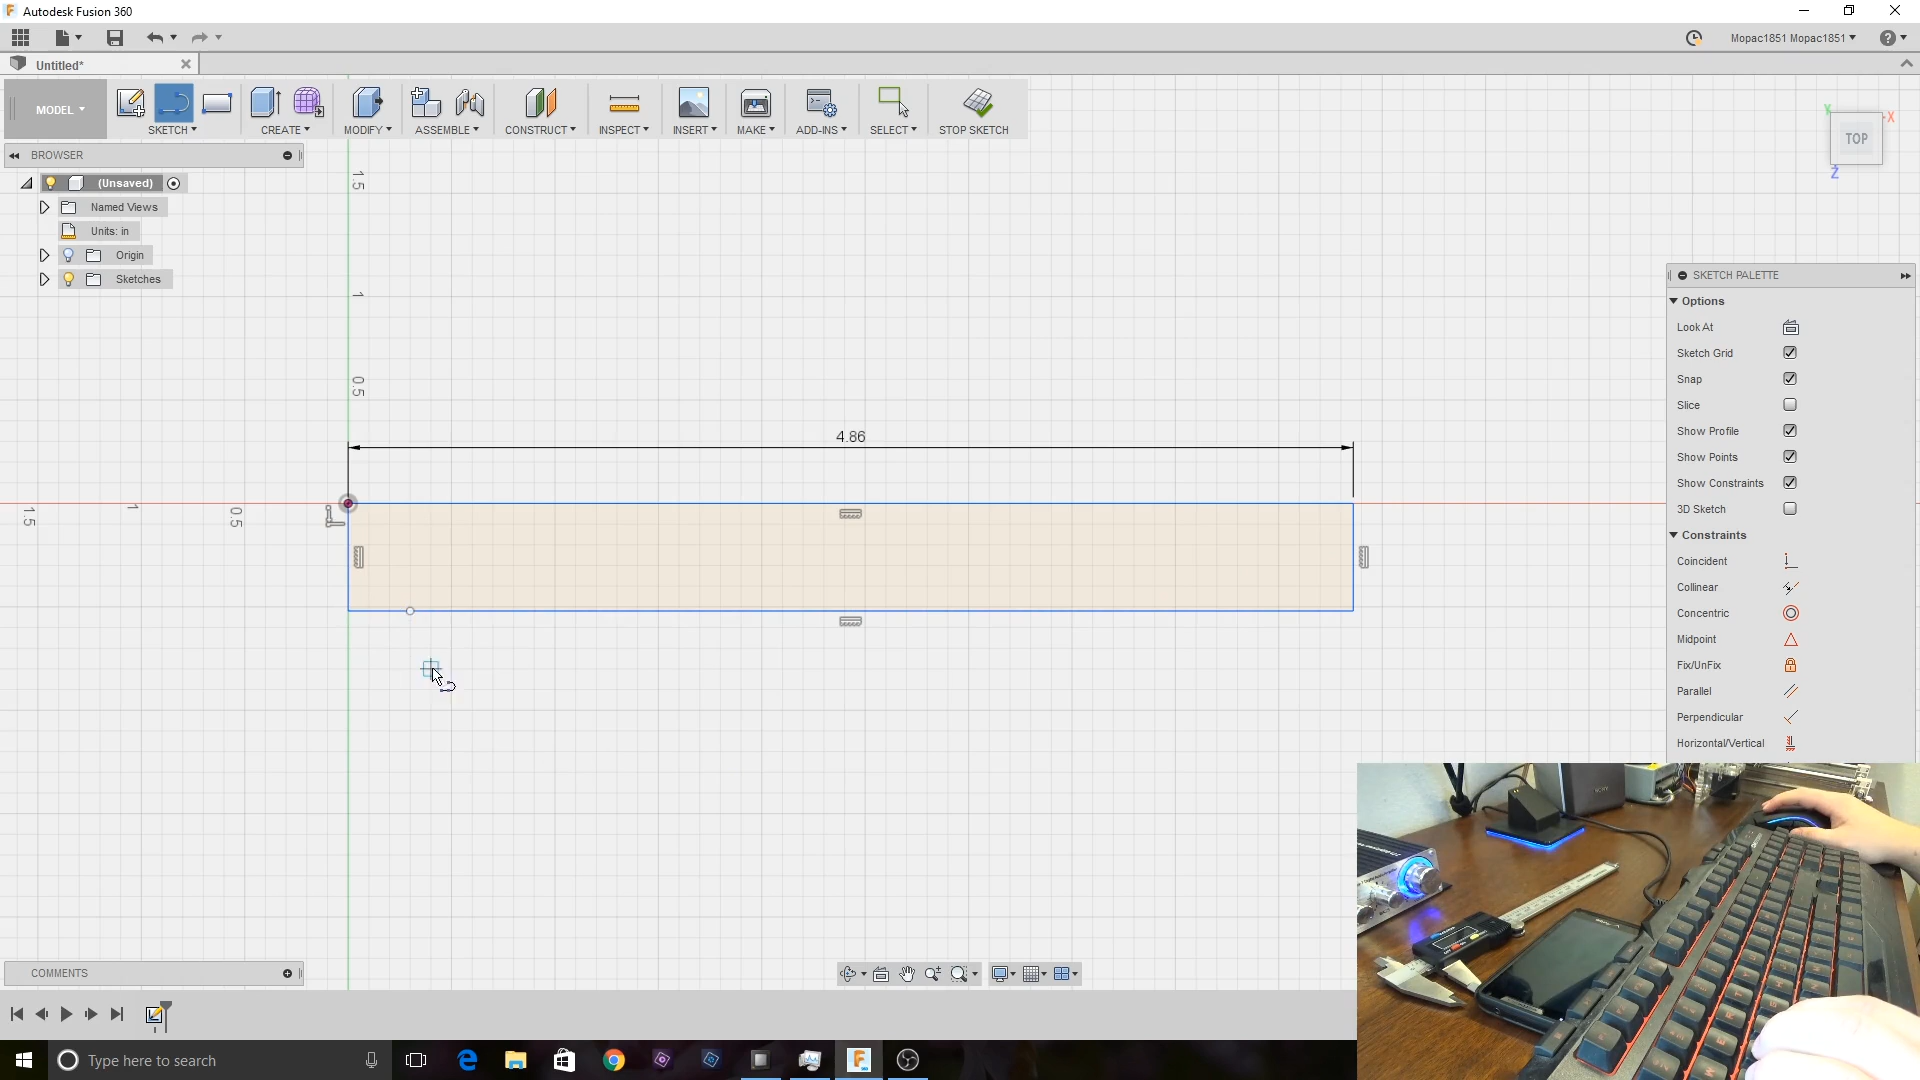 Autodesk Fusion 360
Mopac1851 Mopac1851
Untitled*
MODEL
SKETCH
CREATE
MODIFY
ASSEMBLE
CONSTRUCT
INSPECT
INSERT
MAKE
ADD-INS
SELECT
STOP SKETCH
Y
-X
TOP
Z
BROWSER
(Unsaved)
Named Views
Units: in
Origin
Sketches
1.5
1
0.5
4.86
1.5
1
0.5
SKETCH PALETTE
Options
Look At
Sketch Grid
Snap
Slice
Show Profile
Show Points
Show Constraints
3D Sketch
Constraints
Coincident
Collinear
Concentric
Midpoint
Fix/UnFix
Parallel
Perpendicular
Horizontal/Vertical
COMMENTS
SONY
Type here to search